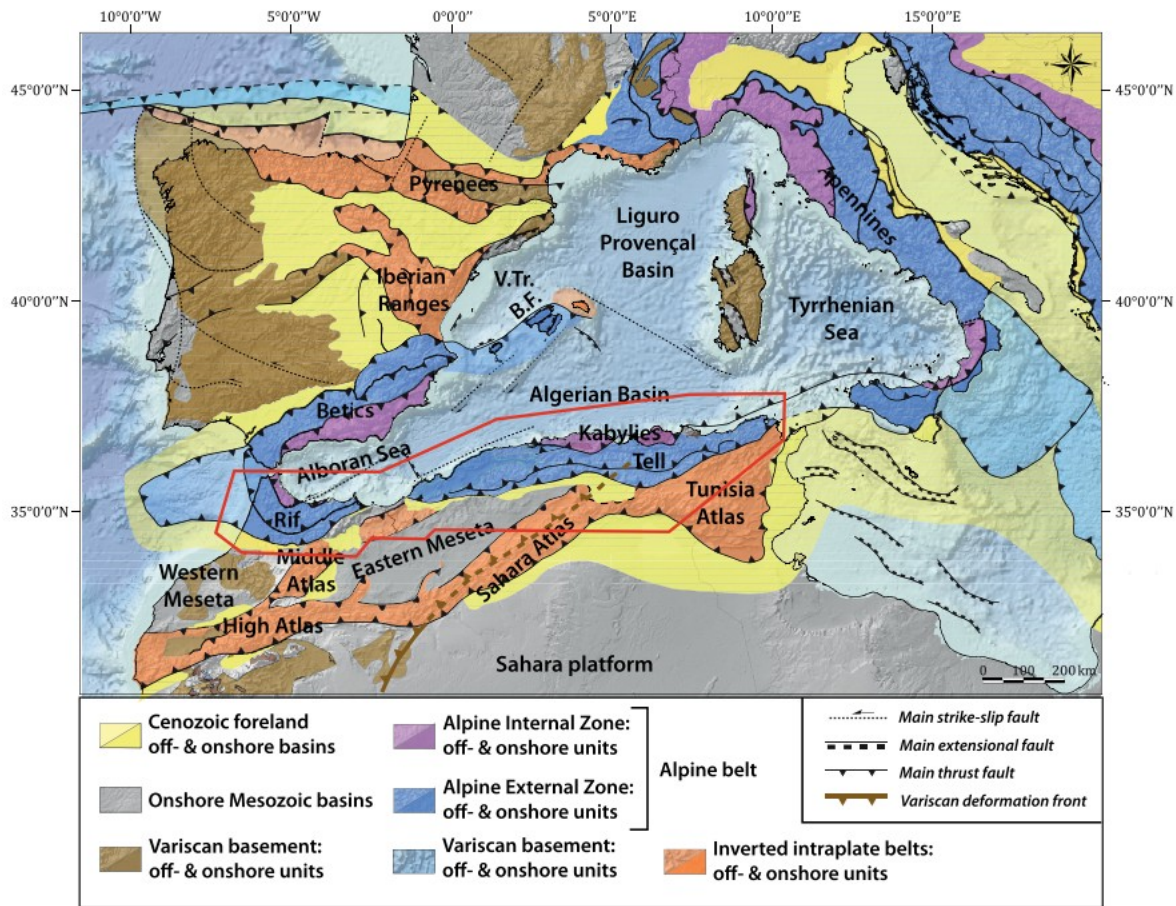 10°0'0"W 5°0'0"W 0°0'0" 5°0'0"E 10°0'0"E 15°0'0"E
45°0'0"N 45°0'0"N
Pyrenees
Apennines
Liguro
Provençal
Basin
Iberian
Ranges
V.Tr.
B.F.
40°0'0"N 40°0'0"N
Tyrrhenian
Sea
Algerian Basin
Betics
Kabylies
Alboran Sea
Tell
Tunisia
Atlas
35°0'0"N 35°0'0"N
Rif
Middle
Atlas
Eastern Meseta
Sahara Atlas
Western
Meseta
High Atlas
Sahara platform
0 100 200 km
Cenozoic foreland
off- & onshore basins
Onshore Mesozoic basins
Variscan basement:
off- & onshore units
Alpine Internal Zone:
off- & onshore units
Alpine External Zone:
off- & onshore units
Variscan basement:
off- & onshore units
Alpine belt
Inverted intraplate belts:
off- & onshore units
Main strike-slip fault
Main extensional fault
Main thrust fault
Variscan deformation front